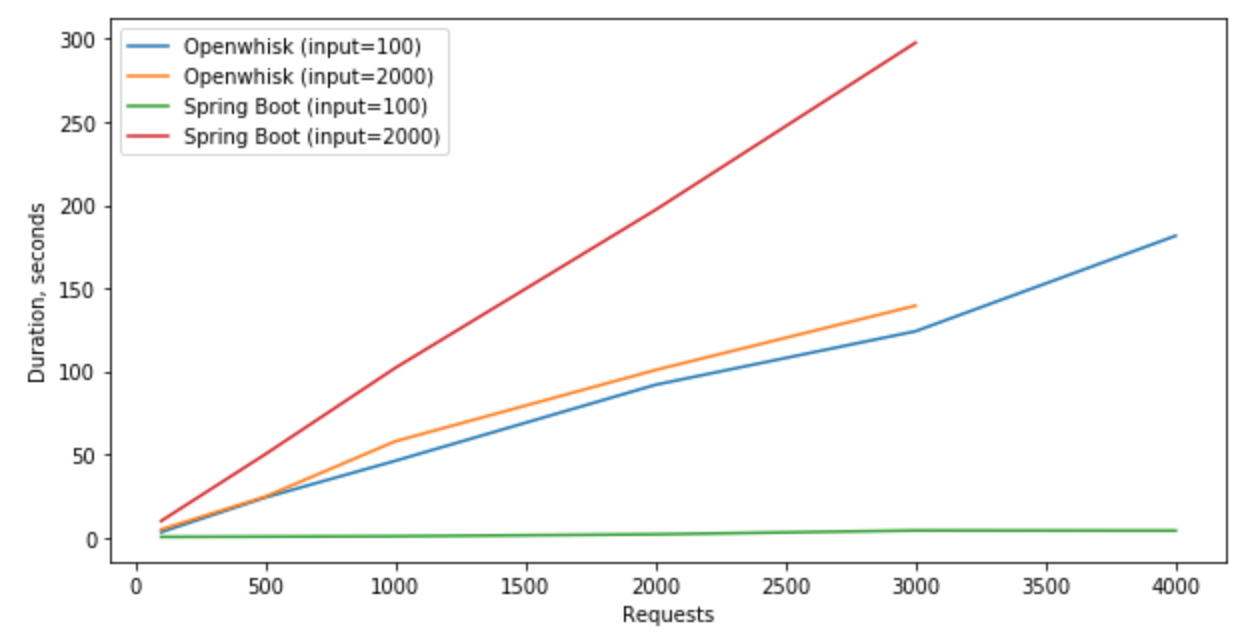 Openwhisk (input=100)
Openwhisk (input=2000)
Spring Boot (input=100)
Spring Boot (input=2000)
300
250
200
150
100
50
0
Duration, seconds
0 500 1000 1500 2000 2500 3000 3500 4000
Requests